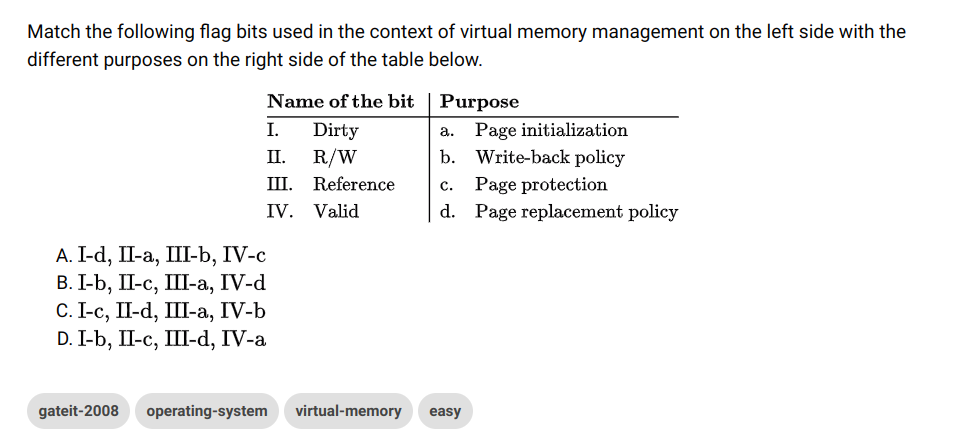 Match the following flag bits used in the context of virtual memory management on the left side with the
different purposes on the right side of the table below.
Name of the bit Purpose
I. Dirty a. Page initialization
II. R/W b. Write-back policy
III. Reference c. Page protection
IV. Valid d. Page replacement policy
A. I-d, II-a, III-b, IV-c
B. I-b, II-c, III-a, IV-d
C. I-c, II-d, III-a, IV-b
D. I-b, II-c, III-d, IV-a
gateit-2008 operating-system virtual-memory easy